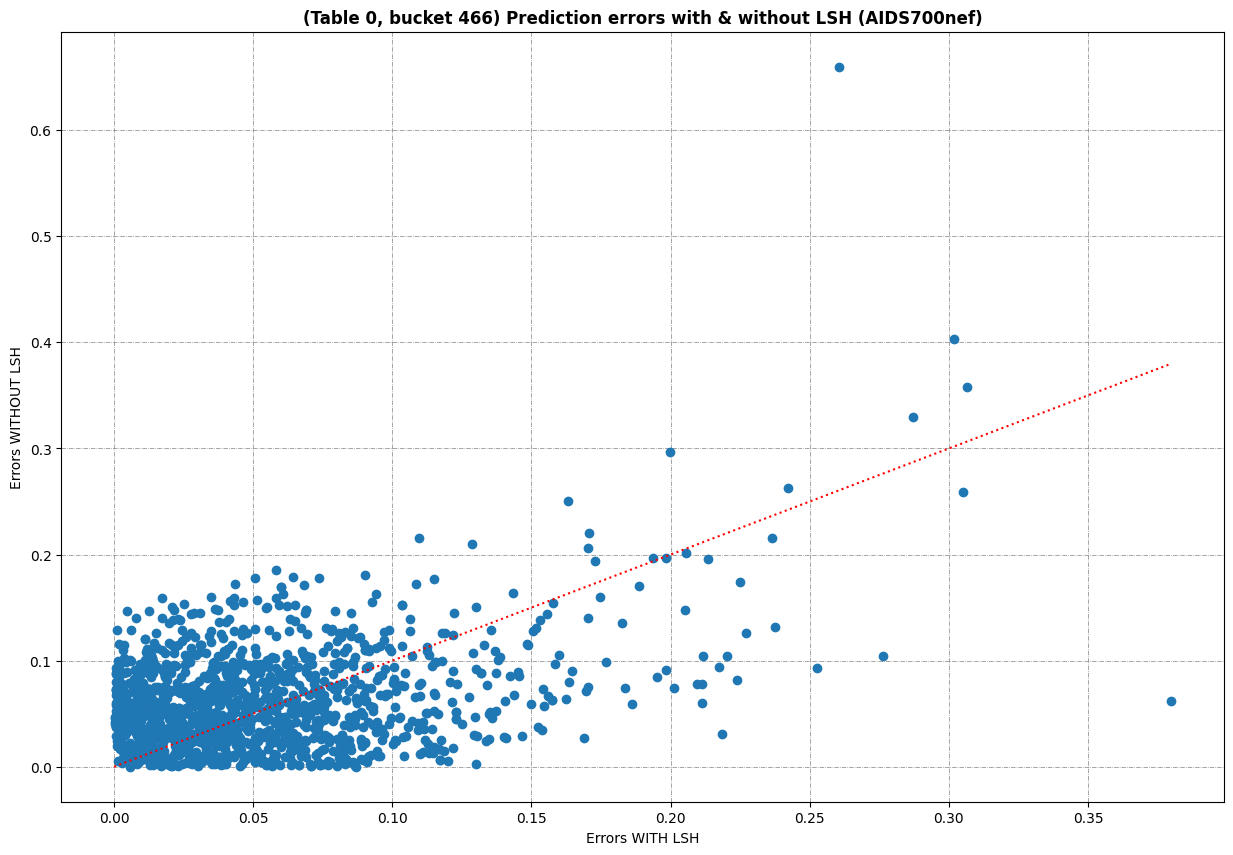 (Table 0, bucket 466) Prediction errors with & without LSH (AIDS700nef)
Errors WITHOUT LSH
0.6
0.5
0.4
0.3
0.2
0.1
0.0
0.00 0.05 0.10 0.15 0.20 0.25 0.30 0.35
Errors WITH LSH